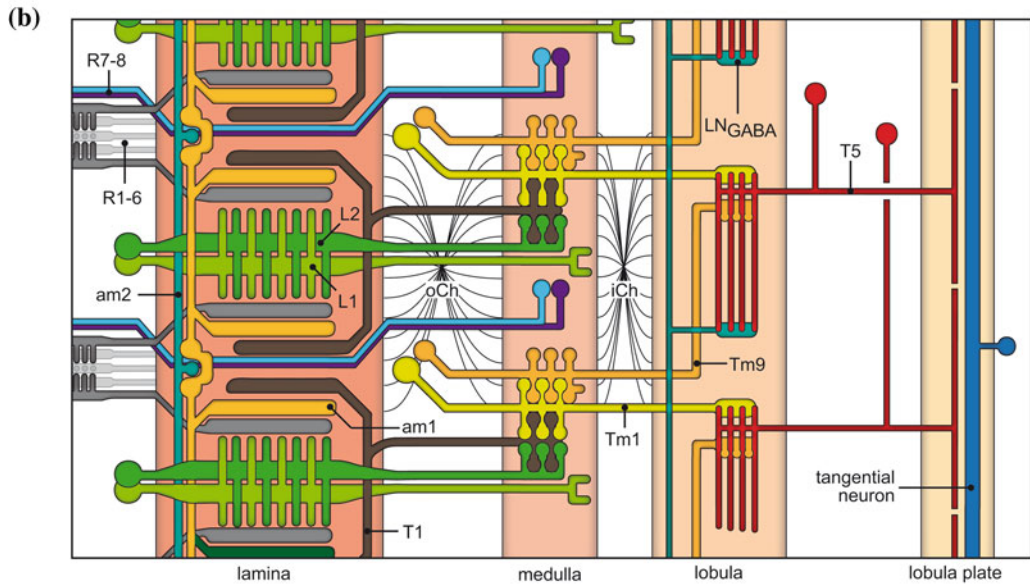 (b)
R7-8
R1-6
L2
L1
am2
oCh
iCh
LNGABA
T5
Tm9
Tm1
am1
T1
tangential
neuron
lamina
medulla
lobula
lobula plate